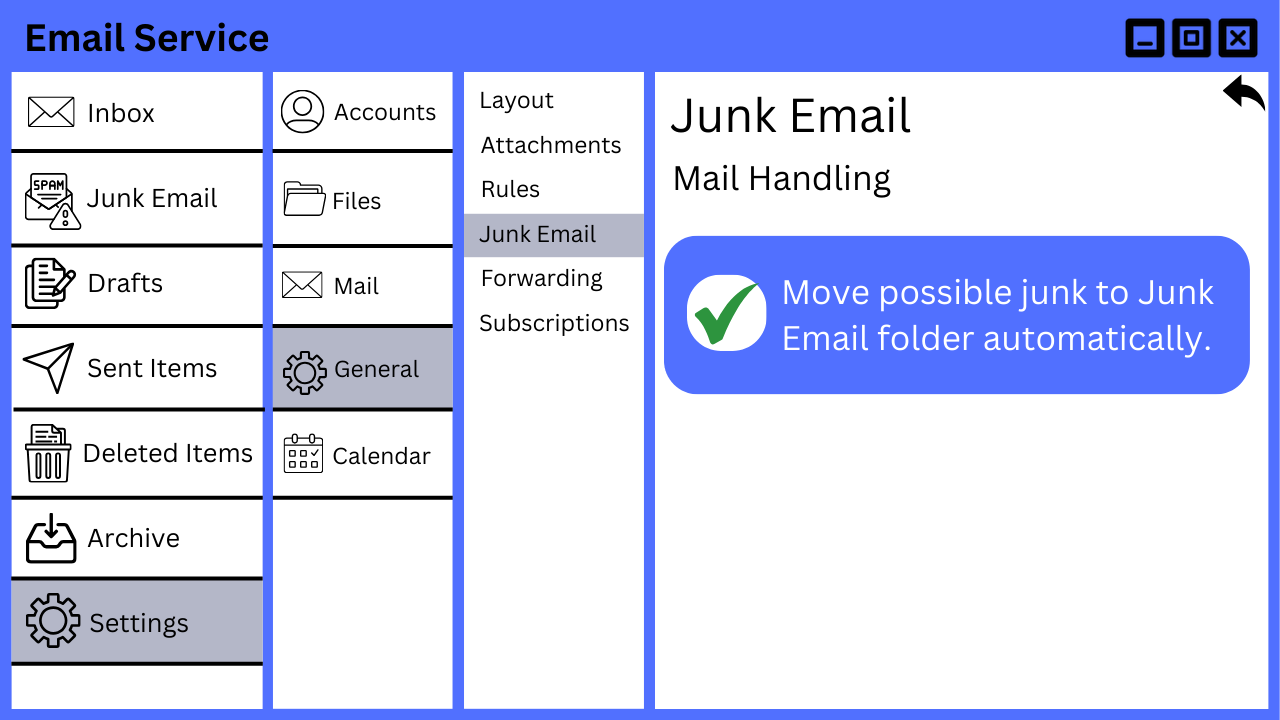 Email Service
Inbox
SPAM
Junk Email
Drafts
Sent Items
Deleted Items
Archive
Settings
Accounts
Files
Mail
General
Calendar
Layout
Attachments
Rules
Junk Email
Forwarding
Subscriptions
Junk Email
Mail Handling
Move possible junk to Junk
Email folder automatically.